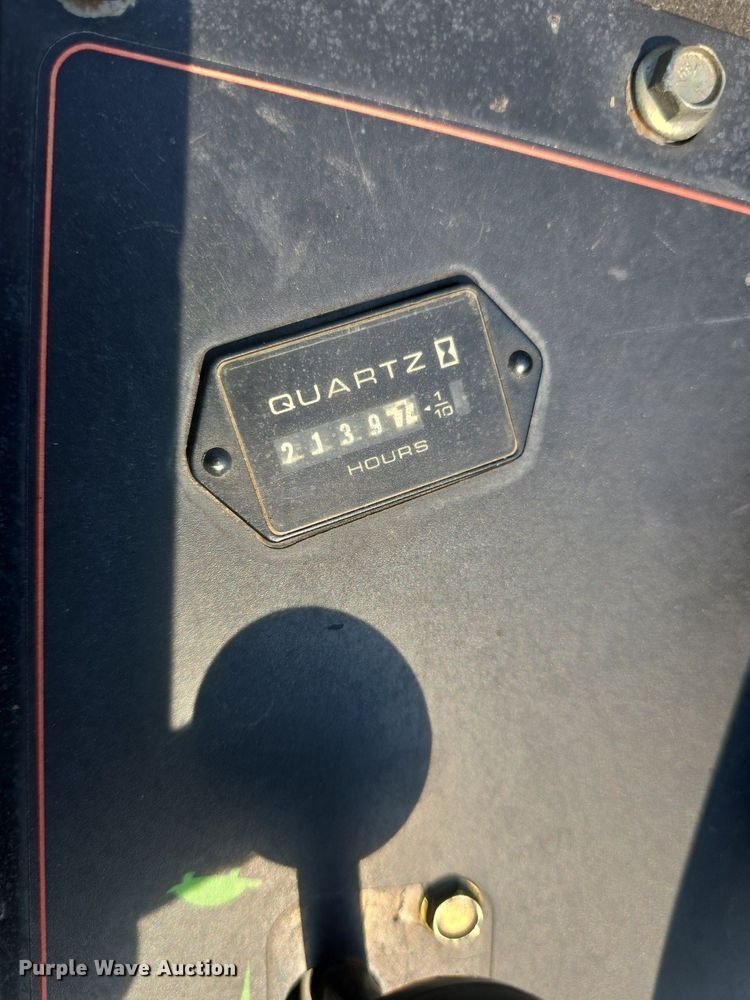 QUARTZ
2139 1/10
HOURS
Purple Wave Auction